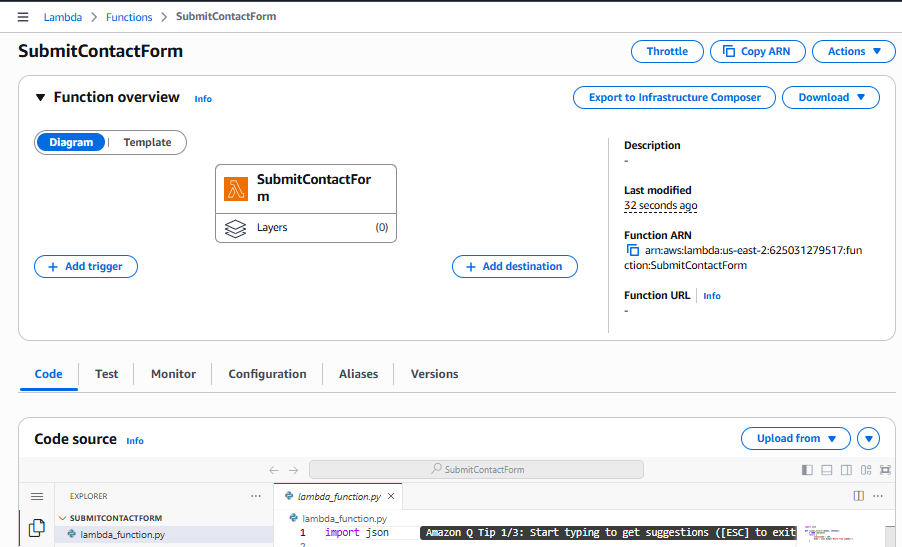 Lambda > Functions > SubmitContactForm
SubmitContactForm
Throttle Copy ARN Actions
Function overview Info
Export to Infrastructure Composer Download
Diagram Template
SubmitContactFor
m
Layers (0)
Add trigger
Add destination
Description
-
Last modified
32 seconds ago
Function ARN
arn:aws:lambda:us-east-2:625031279517:fun
ction:SubmitContactForm
Function URL Info
-
Code Test Monitor Configuration Aliases Versions
Code source Info
Upload from
SubmitContactForm
EXPLORER
lambda_function.py
SUBMITCONTACTFORM
lambda_function.py
lambda_function.py
1 import json Amazon Q Tip 1/3: Start typing to get suggestions ([ESC] to exit
2